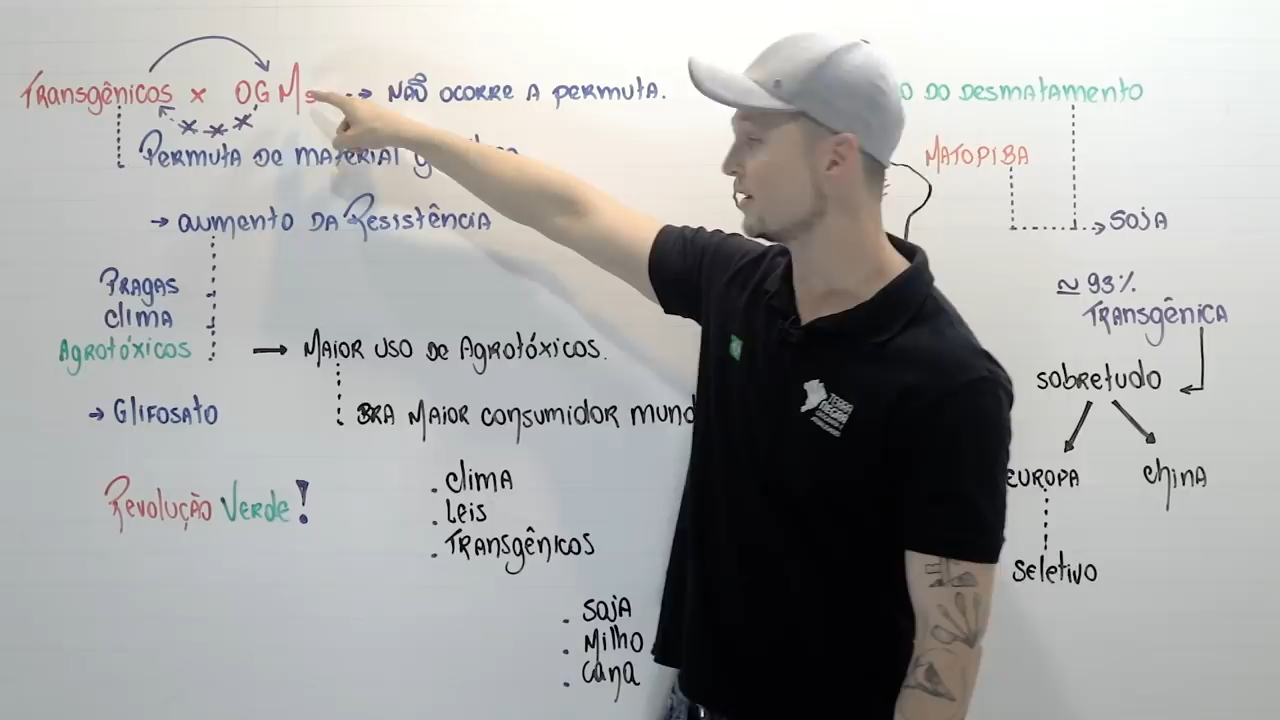 Transgênicos x OGMs → NÃO OCORRE A PERMUTA.
PERMUTA DE MATERIAL
→ AUMENTO DA RESISTÊNCIA
PRAGAS
CLIMA
AGROTÓXICOS → MAIOR USO DE AGROTÓXICOS.
→ GLIFOSATO
BRA MAIOR CONSUMIDOR MUND
REVOLUÇÃO VERDE!
. CLIMA
. LEIS
. TRANSGÊNICOS
. SOJA
. MILHO
. CANA
O DO DESMATAMENTO
MATOPIBA
SOJA
≃ 93%
TRANSGÊNICA
SOBRETUDO
EUROPA
CHINA
SELETIVO
TERRA